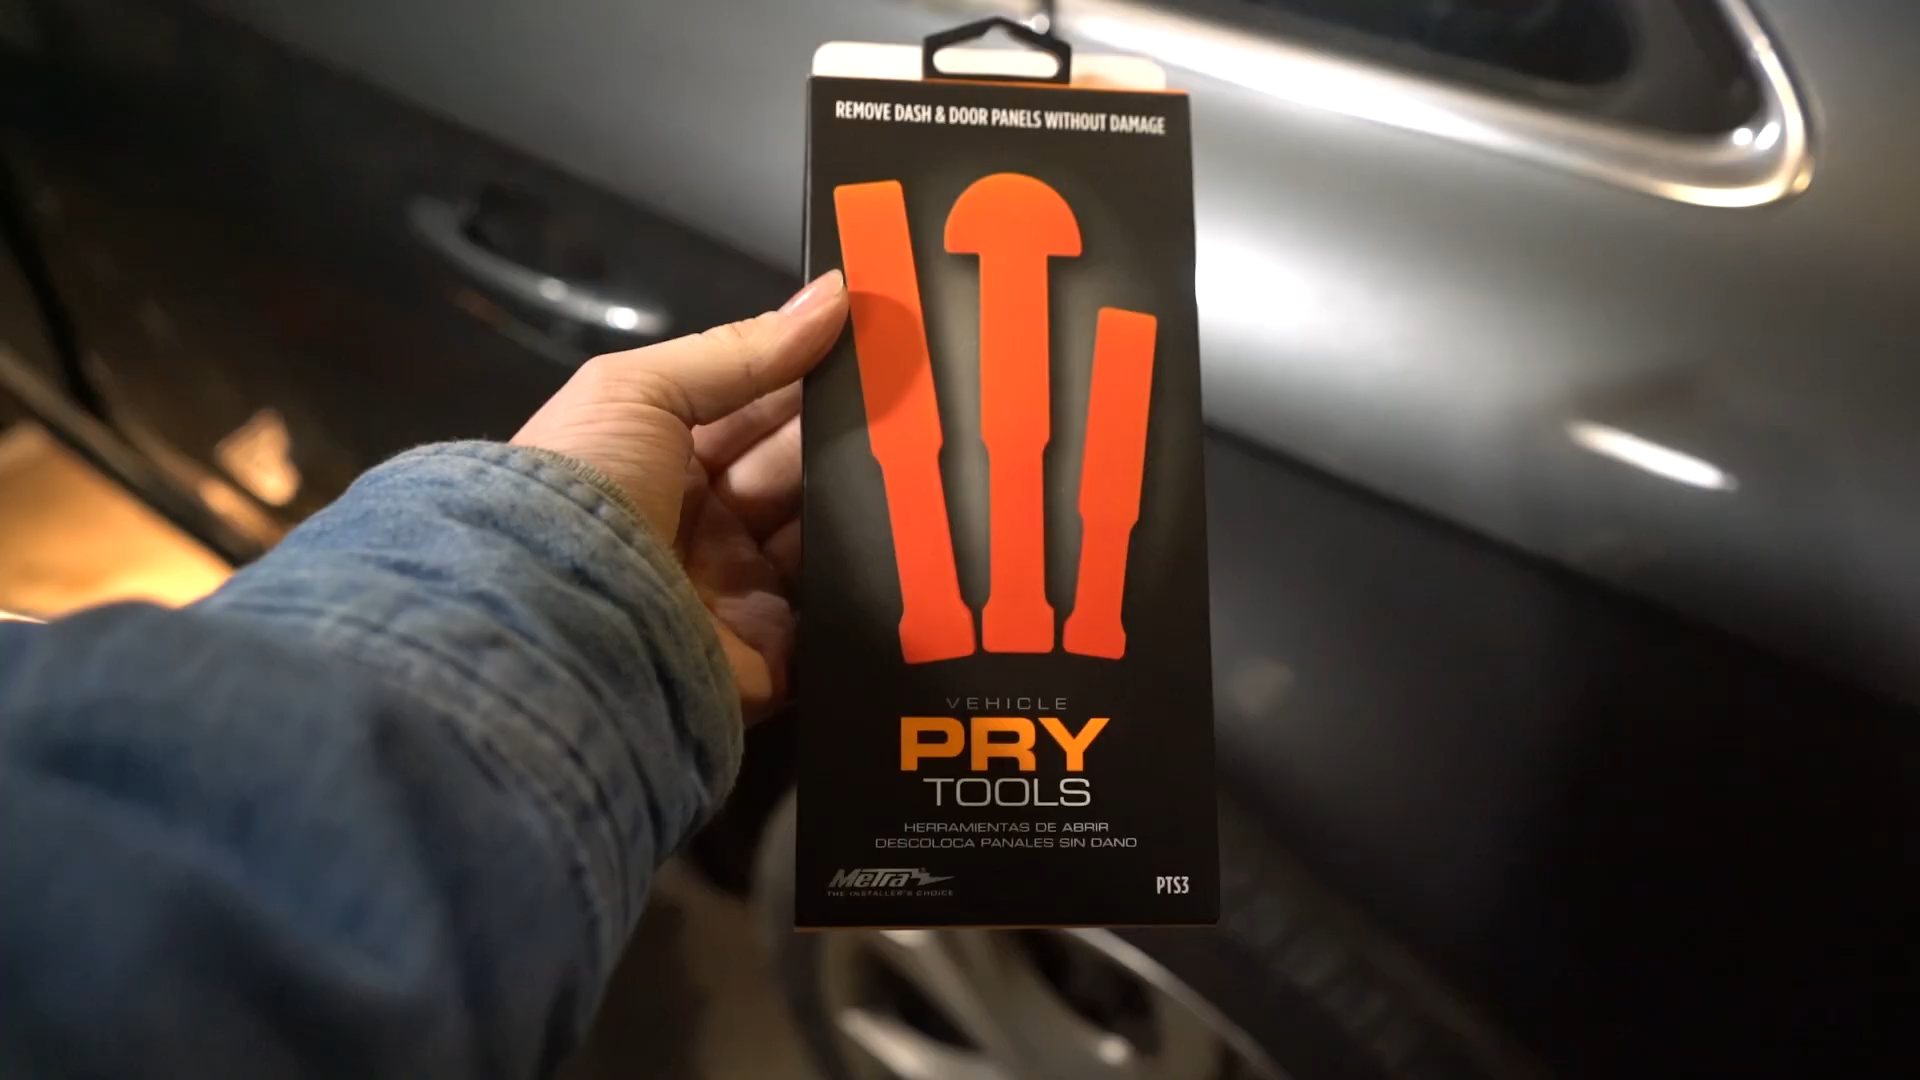 REMOVE DASH & DOOR PANELS WITHOUT DAMAGE
VEHICLE
PRY
TOOLS
HERRAMIENTAS DE ABRIR
DESCOLOCA PANALES SIN DANO
Metra
THE INSTALLER'S CHOICE
PTS3